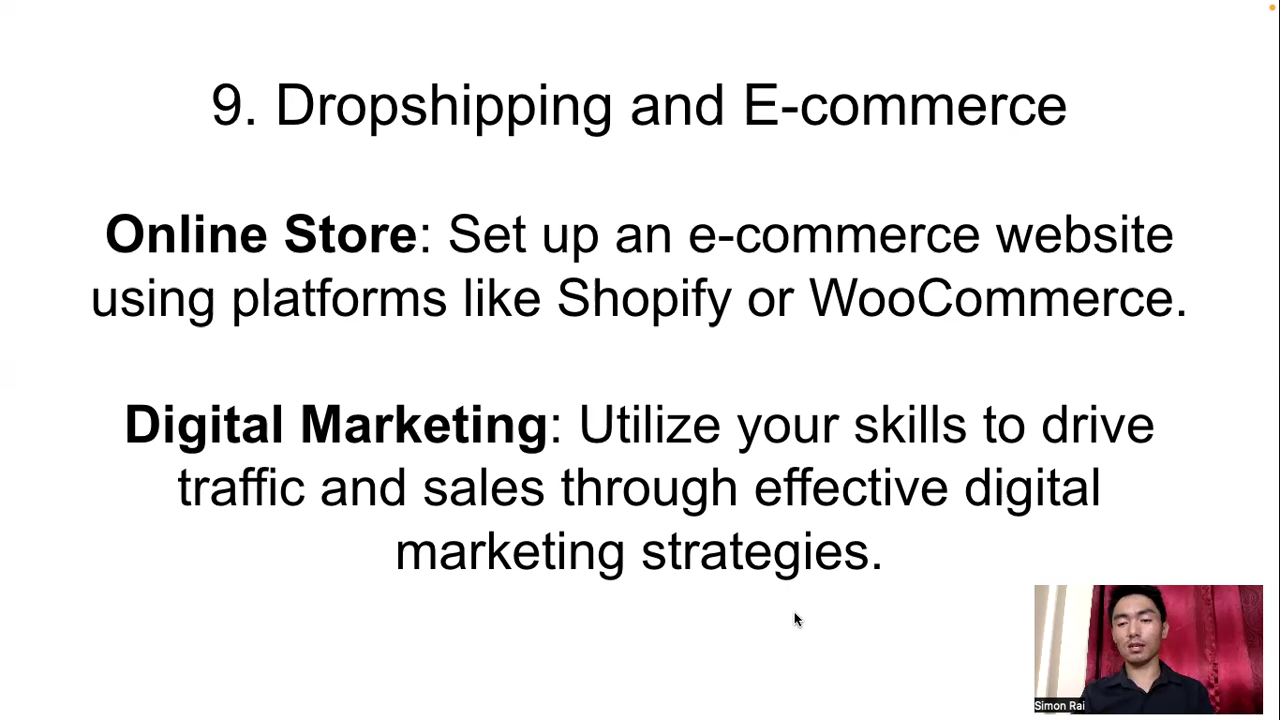 9. Dropshipping and E-commerce
Online Store: Set up an e-commerce website
using platforms like Shopify or WooCommerce.
Digital Marketing: Utilize your skills to drive
traffic and sales through effective digital
marketing strategies.
Simon Rai